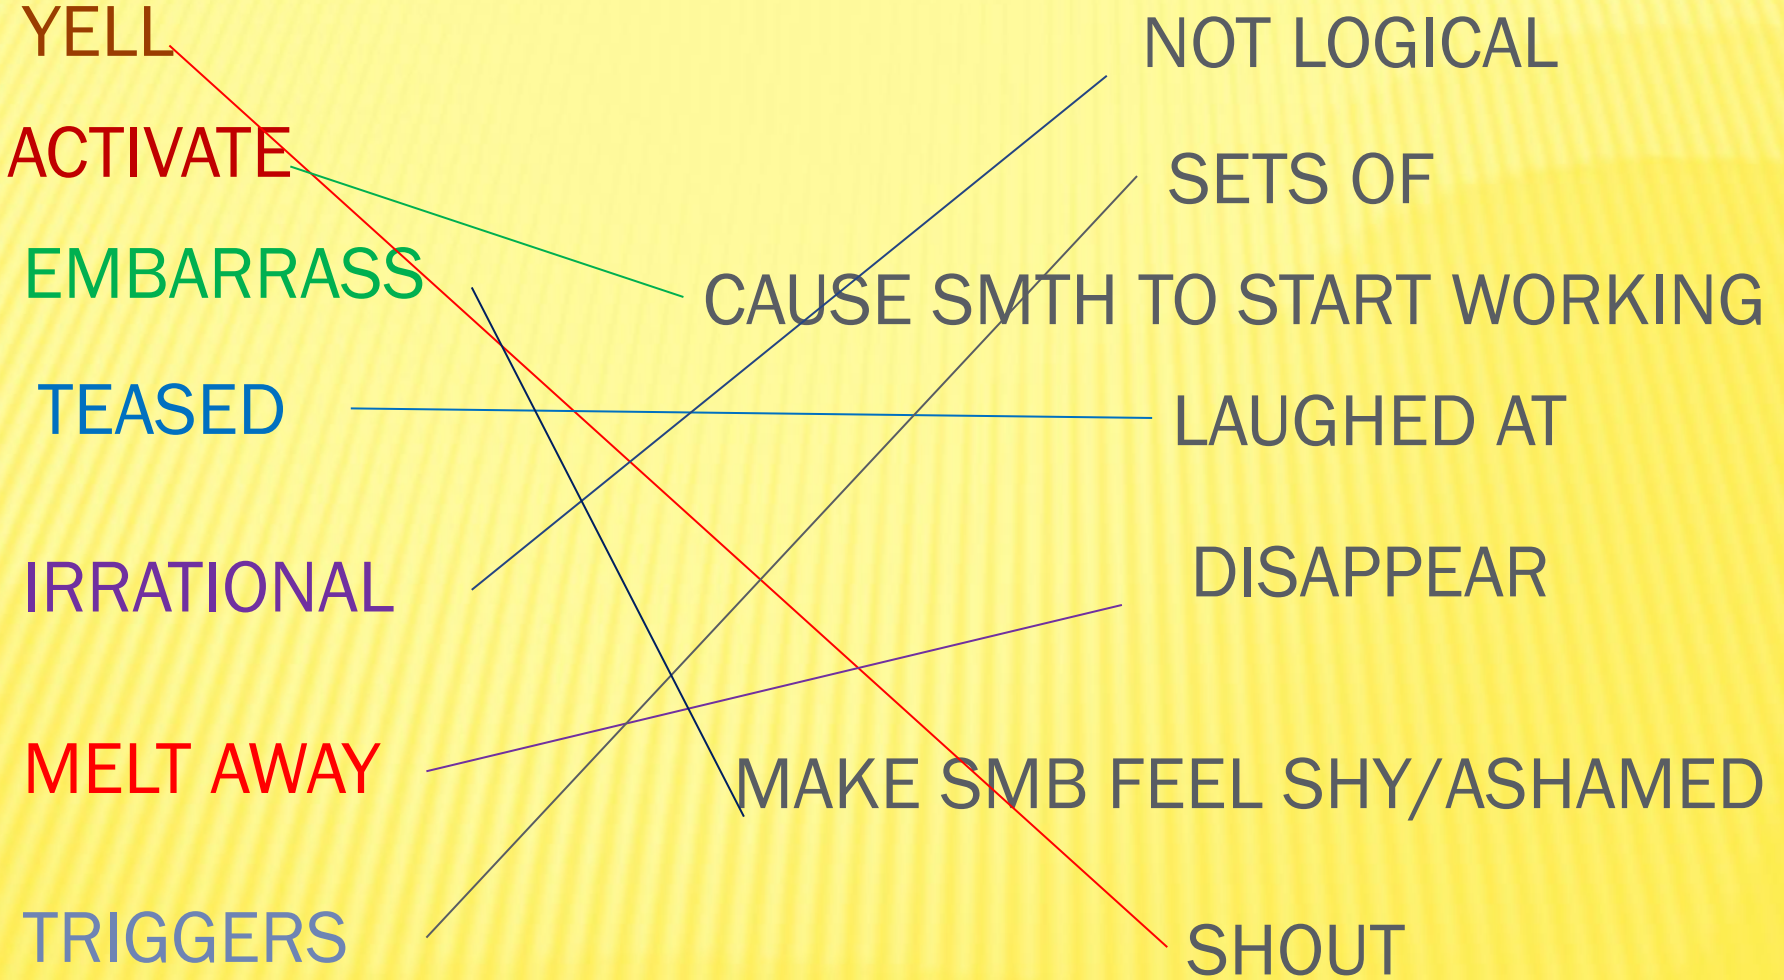 YELL
NOT LOGICAL
ACTIVATE
SETS OF
EMBARRASS
CAUSE SMTH TO START WORKING
TEASED
LAUGHED AT
IRRATIONAL
DISAPPEAR
MELT AWAY
MAKE SMB FEEL SHY/ASHAMED
TRIGGERS
SHOUT